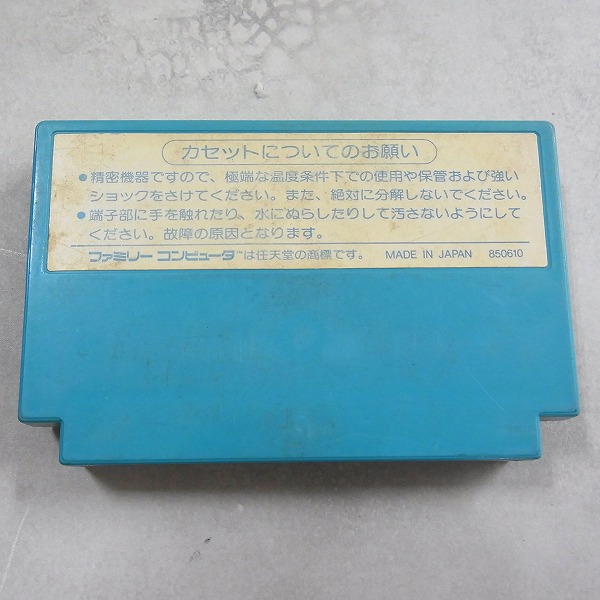 カセットについてのお願い
●精密機器ですので、極端な温度条件下での使用や保管および強い
ショックをさけてください。また、絶対に分解しないでください。
●端子部に手を触れたり、水にぬらしたりして汚さないようにして
ください。故障の原因となります。
ファミリー コンピュータ™は任天堂の商標です。 MADE IN JAPAN 850610